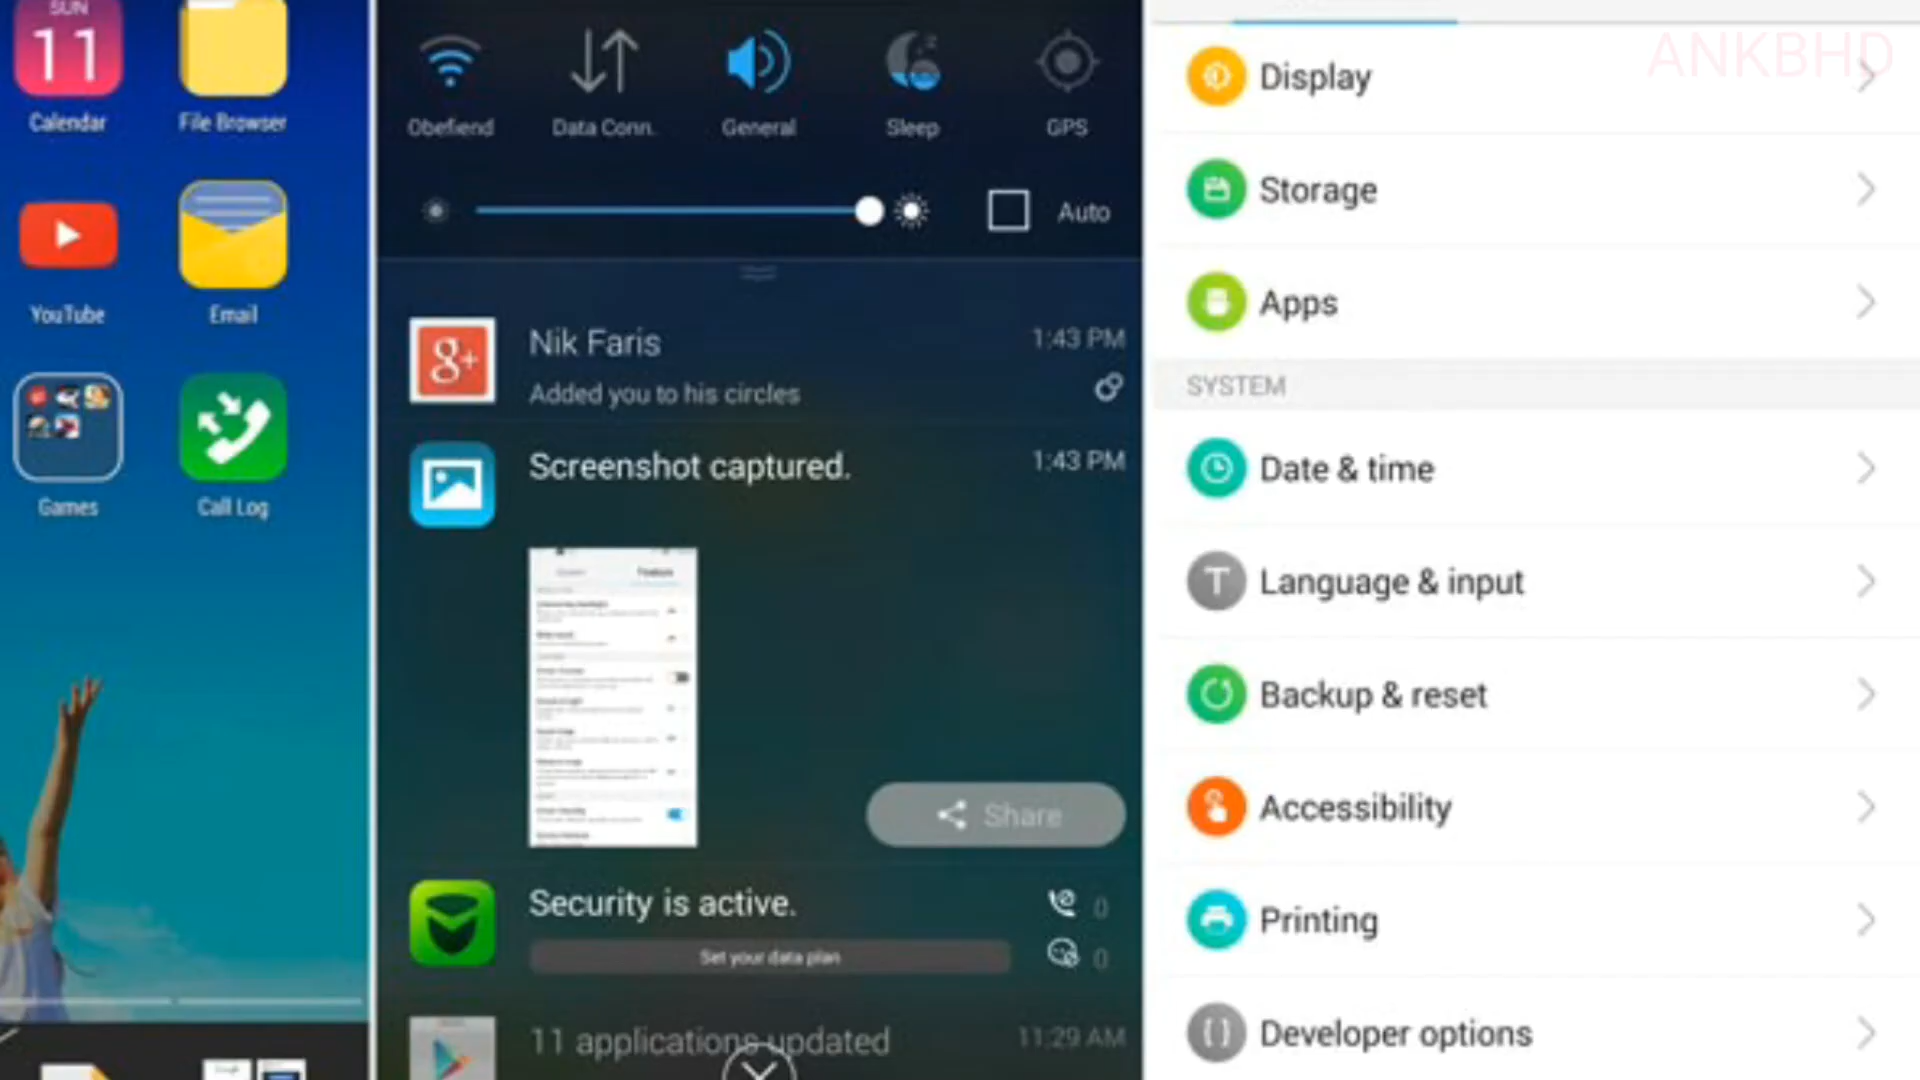 SUN
11
Calendar
File Browser
YouTube
Email
Games
Call Log
Obefiend
Data Conn.
General
Sleep
GPS
Auto
Nik Faris
1:43 PM
Added you to his circles
Screenshot captured.
1:43 PM
Share
Security is active.
0
Set your data plan
0
11 applications updated
11:29 AM
ANKBHD
Display
Storage
Apps
SYSTEM
Date & time
Language & input
Backup & reset
Accessibility
Printing
Developer options